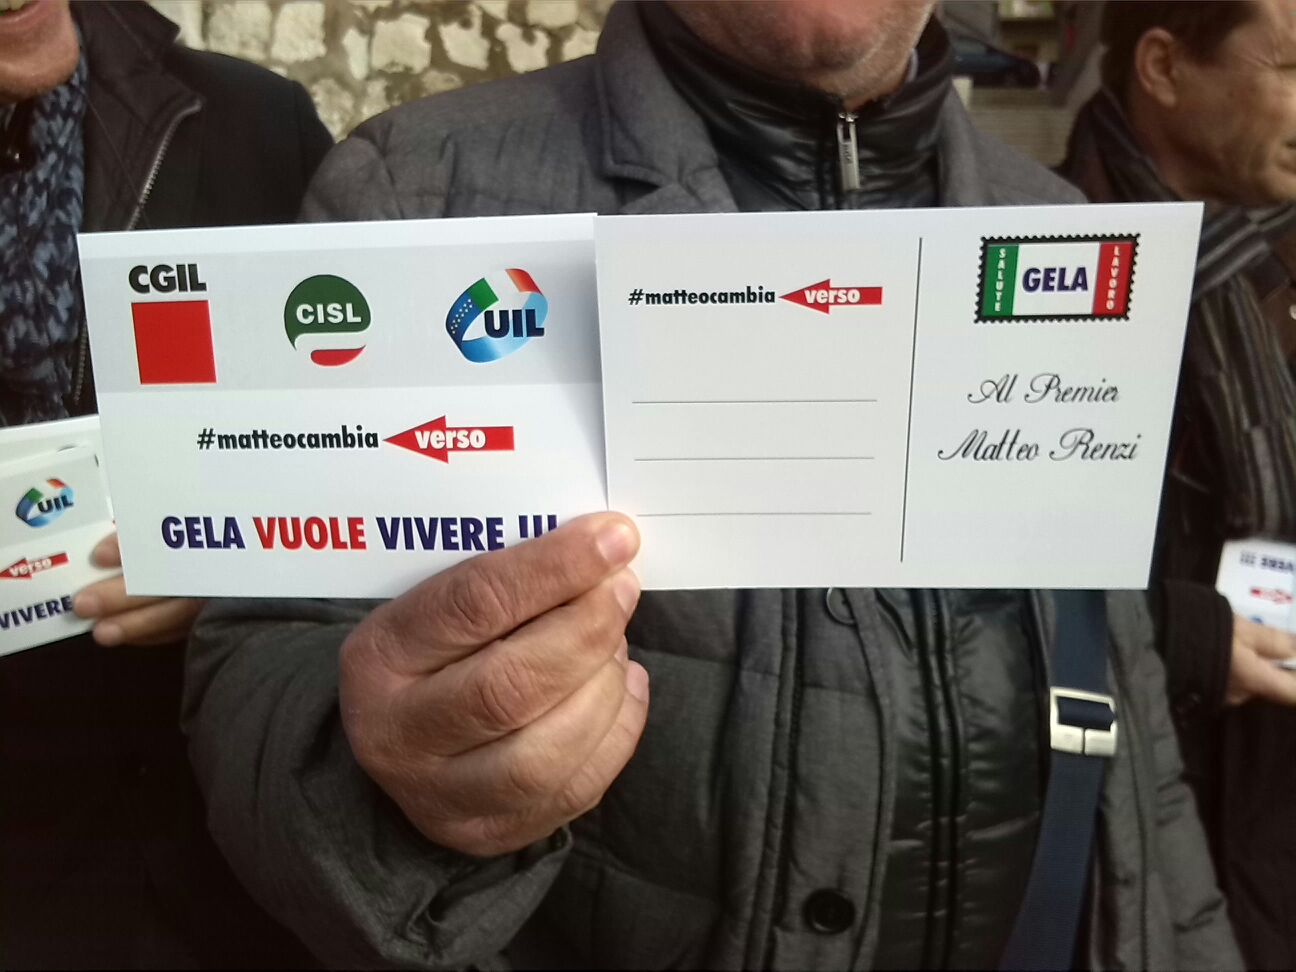 CGIL
CISL
UIL
#matteocambia verso
GELA VUOLE VIVERE !!!
#matteocambia verso
SALUTE
GELA
LAVORO
Al Premier
Matteo Renzi
UIL
verso
VIVERE
VIVERE !!!